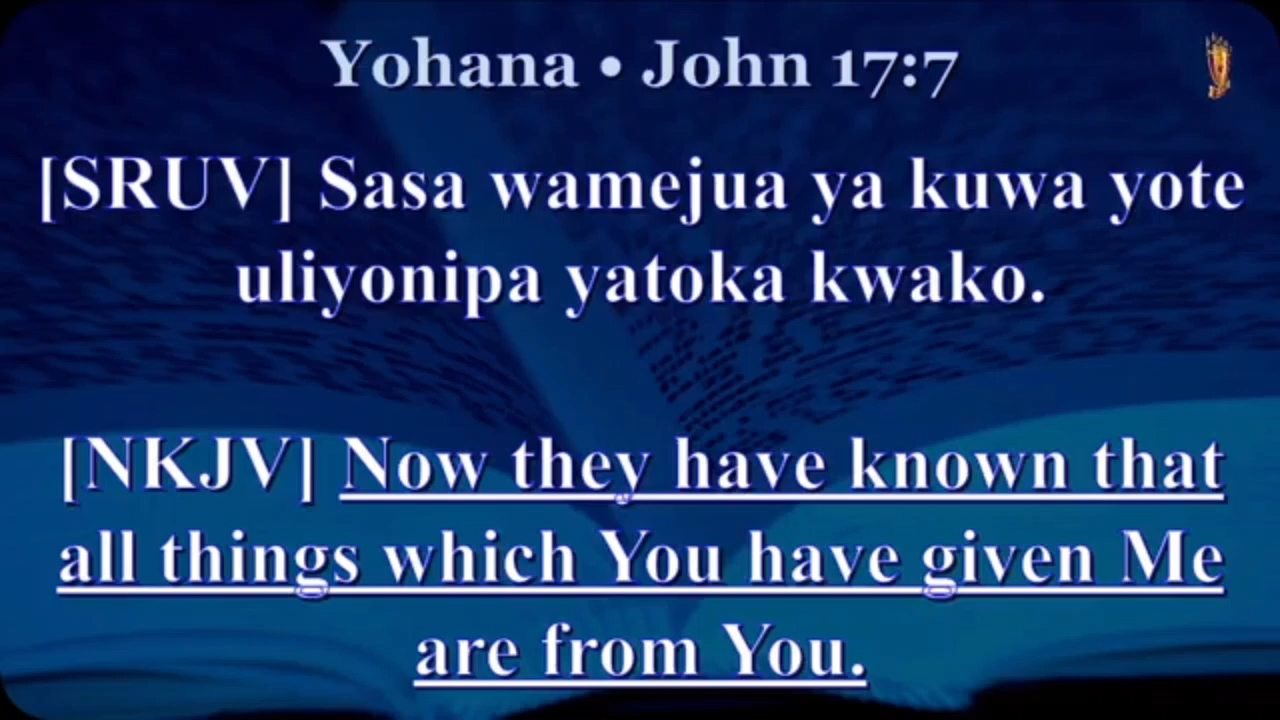 Yohana • John 17:7
[SRUV] Sasa wamejua ya kuwa yote
uliyonipa yatoka kwako.
[NKJV] Now they have known that
all things which You have given Me
are from You.